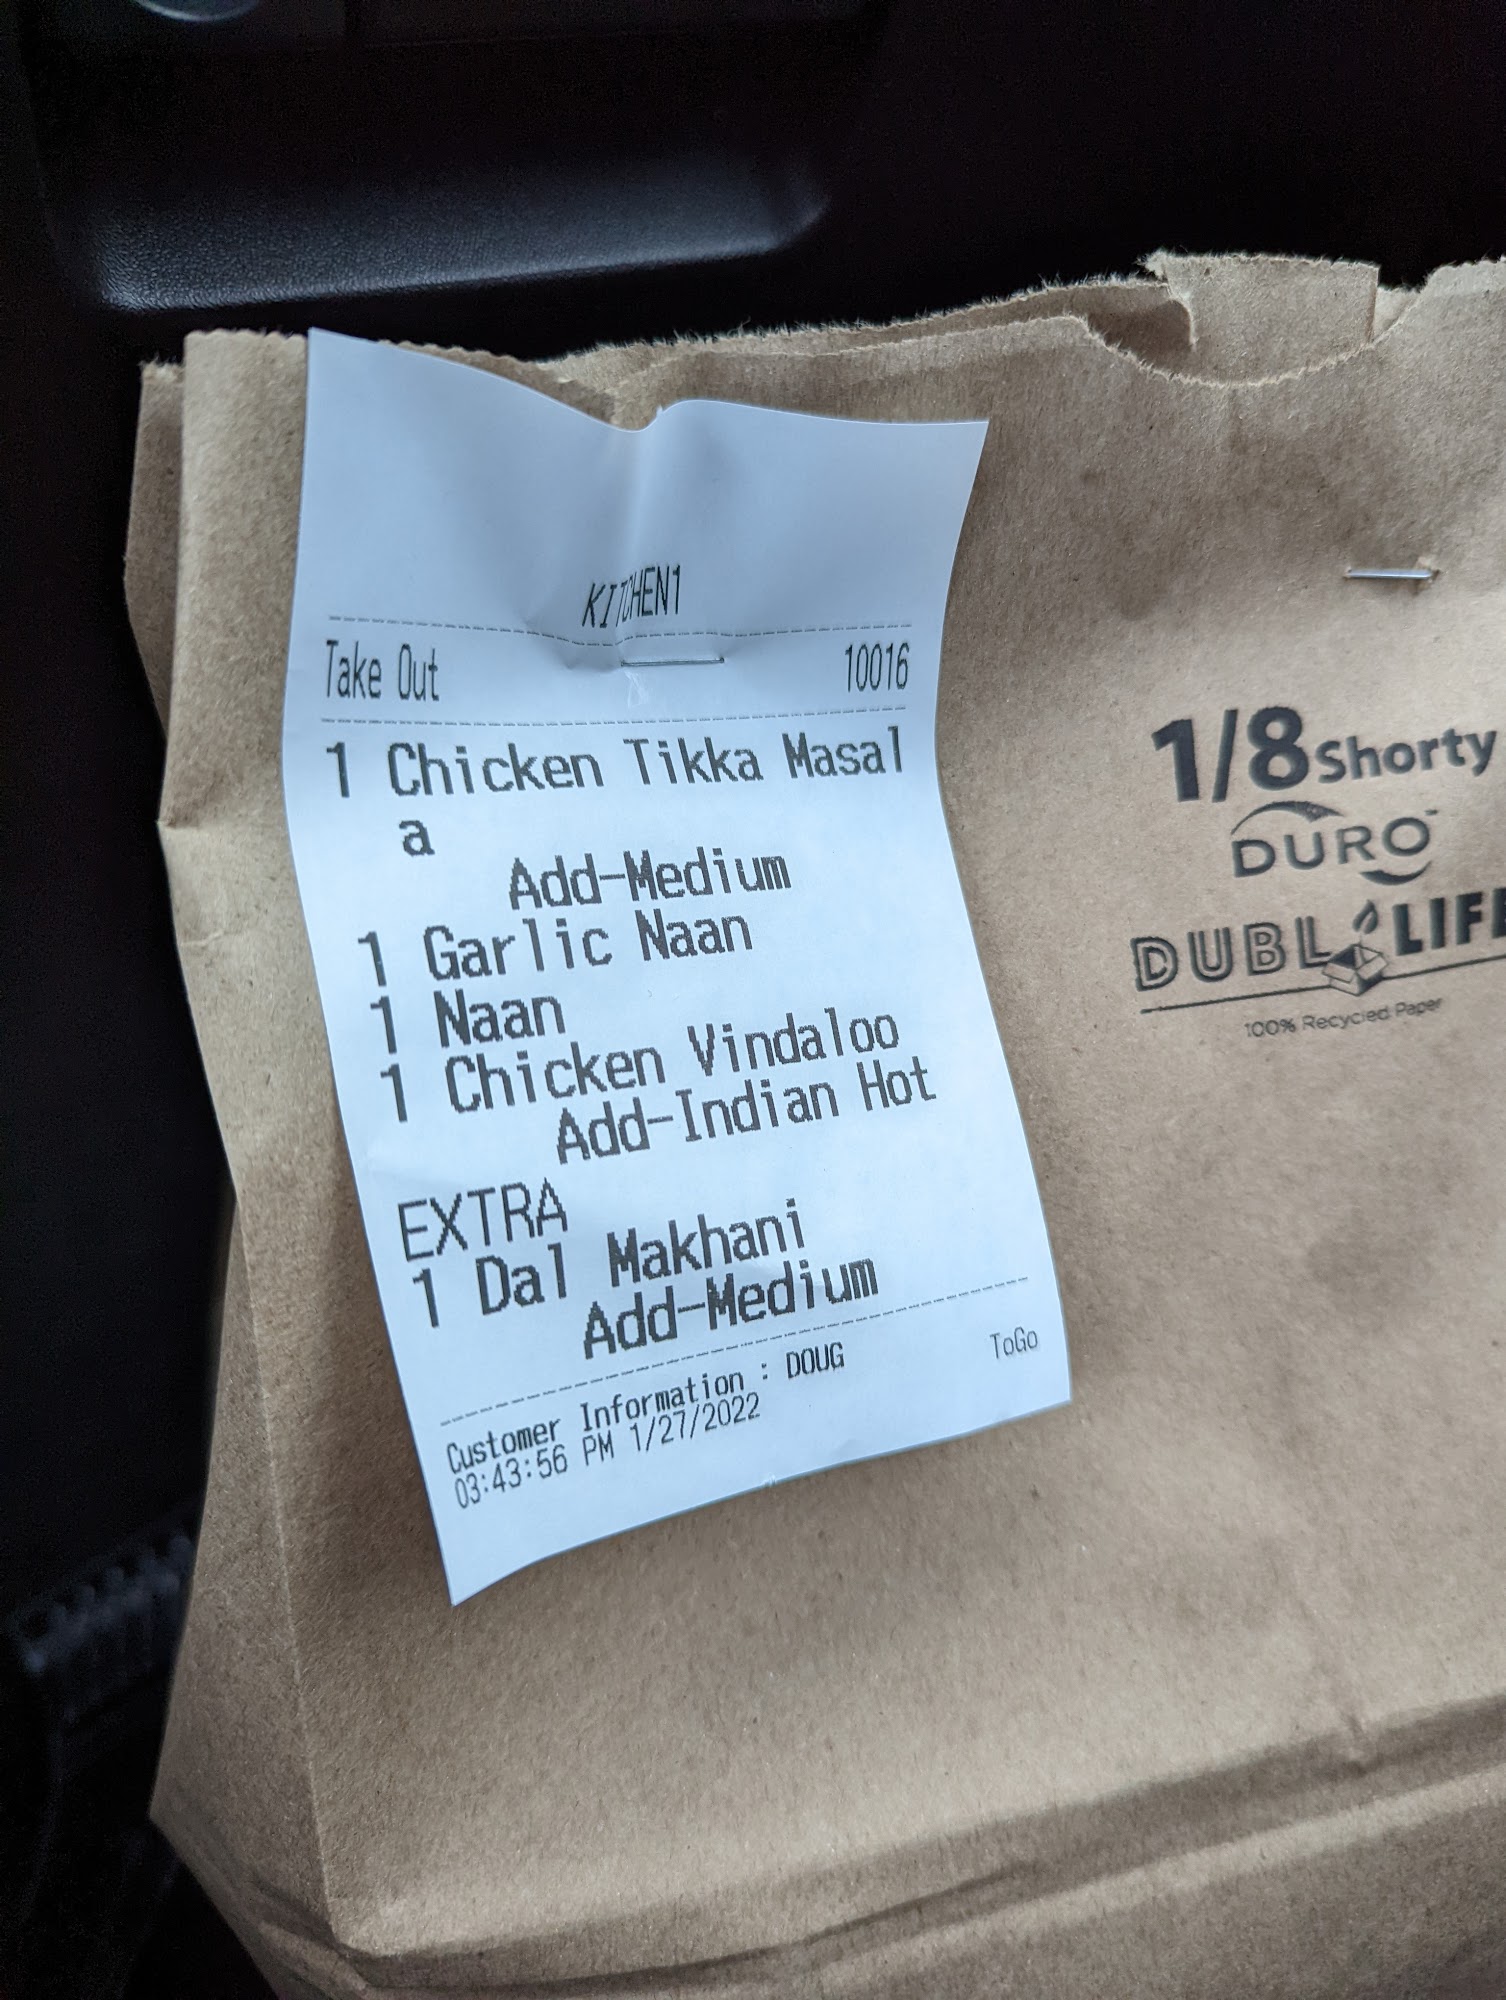 KITCHEN1
Take Out 10016
1 Chicken Tikka Masal
a
Add-Medium
1 Garlic Naan
1 Naan
1 Chicken Vindaloo
Add-Indian Hot
EXTRA
1 Dal Makhani
Add-Medium
Customer Information : DOUG ToGo
03:43:56 PM 1/27/2022
1/8 Shorty
DURO
DUBL LIFE
100% Recycled Paper